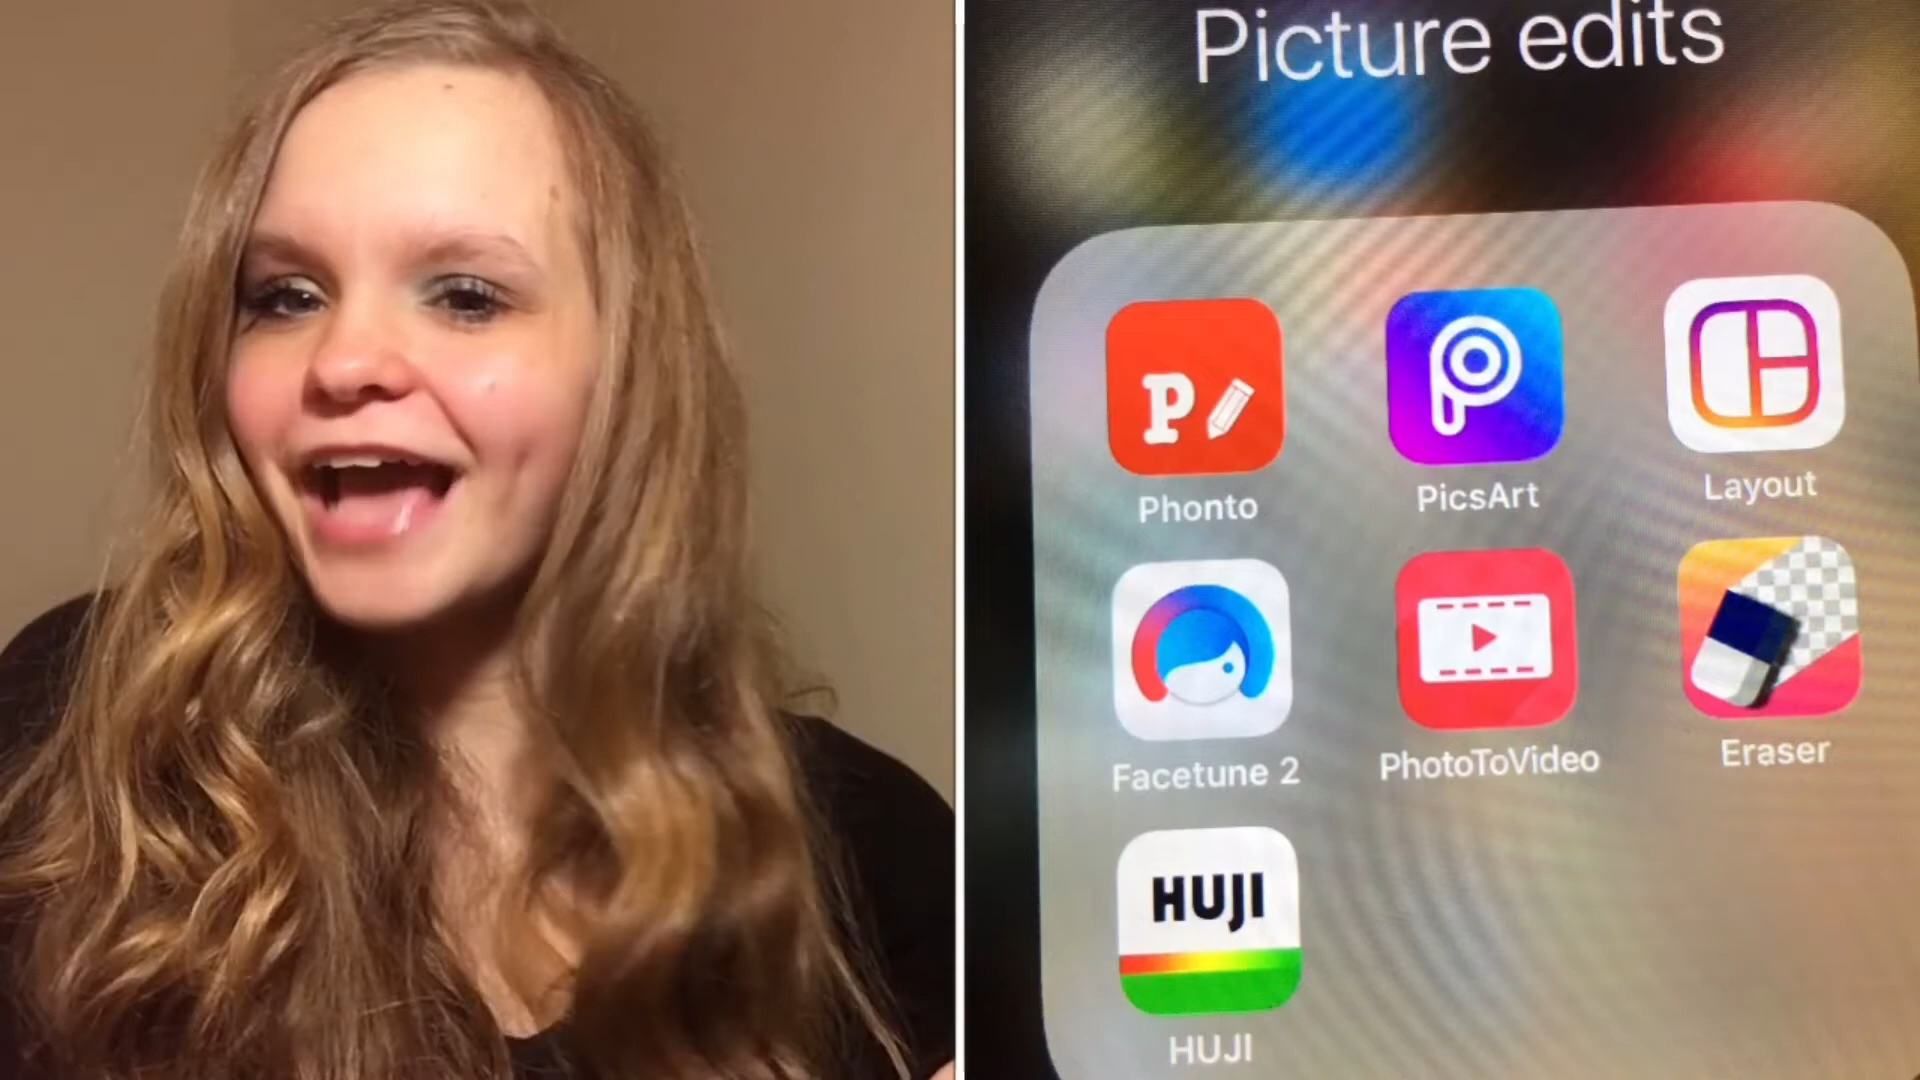 Picture edits
P
Phonto
PicsArt
Layout
Facetune 2
PhotoToVideo
Eraser
HUJI
HUJI